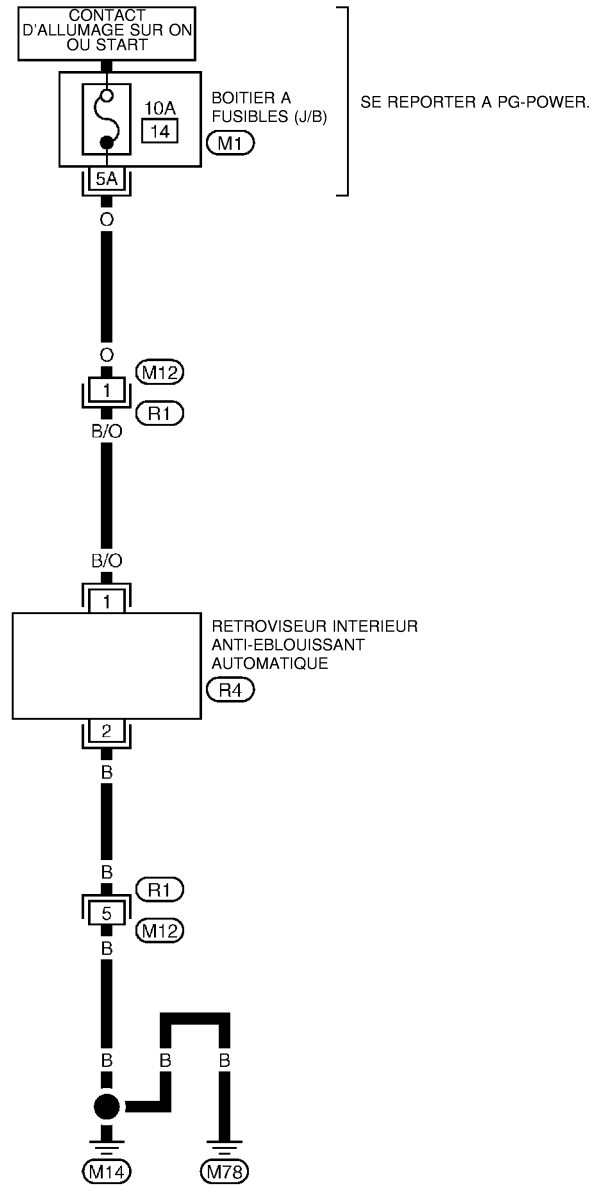 CONTACT
D'ALLUMAGE SUR ON
OU START
10A
14
BOITIER A
FUSIBLES (J/B)
M1
SE REPORTER A PG-POWER.
5A
O
O
M12
1
R1
B/O
B/O
1
RETROVISEUR INTERIEUR
ANTI-EBLOUISSANT
AUTOMATIQUE
R4
2
B
B
R1
5
M12
B
B B B
M14 M78